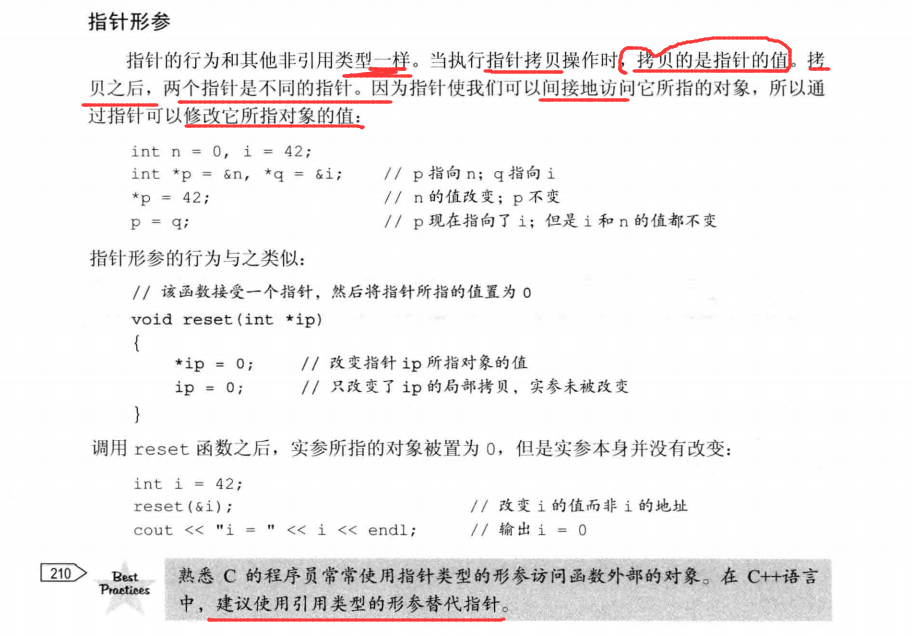 指针形参
指针的行为和其他非引用类型一样。当执行指针拷贝操作时，拷贝的是指针的值。拷
贝之后，两个指针是不同的指针。因为指针使我们可以间接地访问它所指的对象，所以通
过指针可以修改它所指对象的值：
int n = 0, i = 42;
int *p = &n, *q = &i; // p 指向 n；q 指向 i
*p = 42; // n 的值改变；p 不变
p = q; // p 现在指向了 i；但是 i 和 n 的值都不变
指针形参的行为与之类似：
// 该函数接受一个指针，然后将指针所指的值置为 0
void reset(int *ip)
{
*ip = 0; // 改变指针 ip 所指对象的值
ip = 0; // 只改变了 ip 的局部拷贝，实参未被改变
}
调用 reset 函数之后，实参所指的对象被置为 0，但是实参本身并没有改变：
int i = 42;
reset(&i); // 改变 i 的值而非 i 的地址
cout << "i = " << i << endl; // 输出 i = 0
210
Best
Practices
熟悉 C 的程序员常常使用指针类型的形参访问函数外部的对象。在 C++语言
中，建议使用引用类型的形参替代指针。